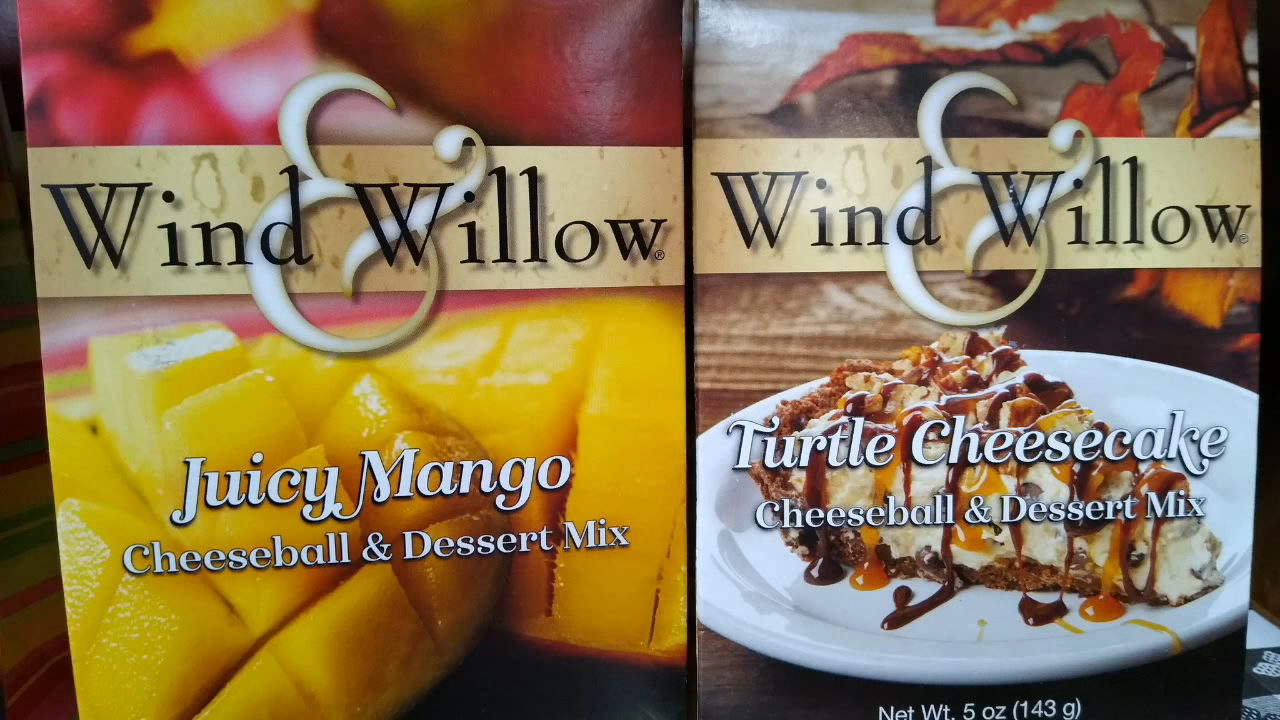 Wind & Willow®
Juicy Mango
Cheeseball & Dessert Mix
Wind & Willow®
Turtle Cheesecake
Cheeseball & Dessert Mix
Net Wt. 5 oz (143 g)